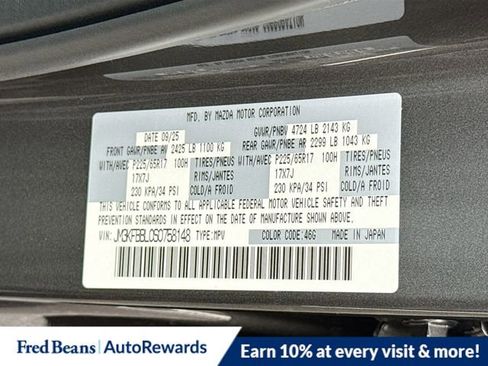 MFD. BY MAZDA MOTOR CORPORATION
DATE 09/25 GVWR/PNBV 4724 LB 2143 KG
FRONT GAWR/PNBE AV 2425 LB 1100 KG REAR GAWR/PNBE AR 2299 LB 1043 KG
WITH/AVEC P225/65R17 100H TIRES/PNEUS WITH/AVEC P225/65R17 100H TIRES/PNEUS
17X7J RIMS/JANTES 17X7J RIMS/JANTES
230 KPA/34 PSI COLD/A FROID 230 KPA/34 PSI COLD/A FROID
THIS VEHICLE CONFORMS TO ALL APPLICABLE FEDERAL MOTOR VEHICLE SAFETY AND THEFT
PREVENTION STANDARDS IN EFFECT ON THE DATE OF MANUFACTURE SHOWN ABOVE.
VIN: JM3KFBBL0S0758148 TYPE: MPV COLOR CODE: 46G MADE IN JAPAN
Fred Beans AutoRewards Earn 10% at every visit & more!